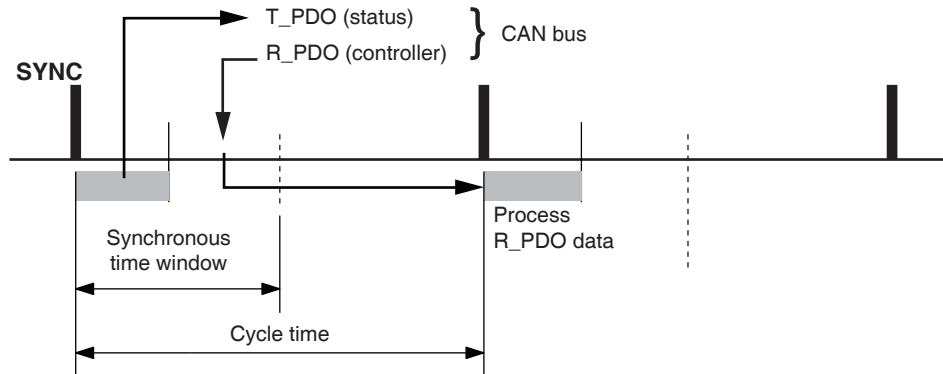 T_PDO (status)
R_PDO (controller)
CAN bus
SYNC
Process
R_PDO data
Synchronous
time window
Cycle time